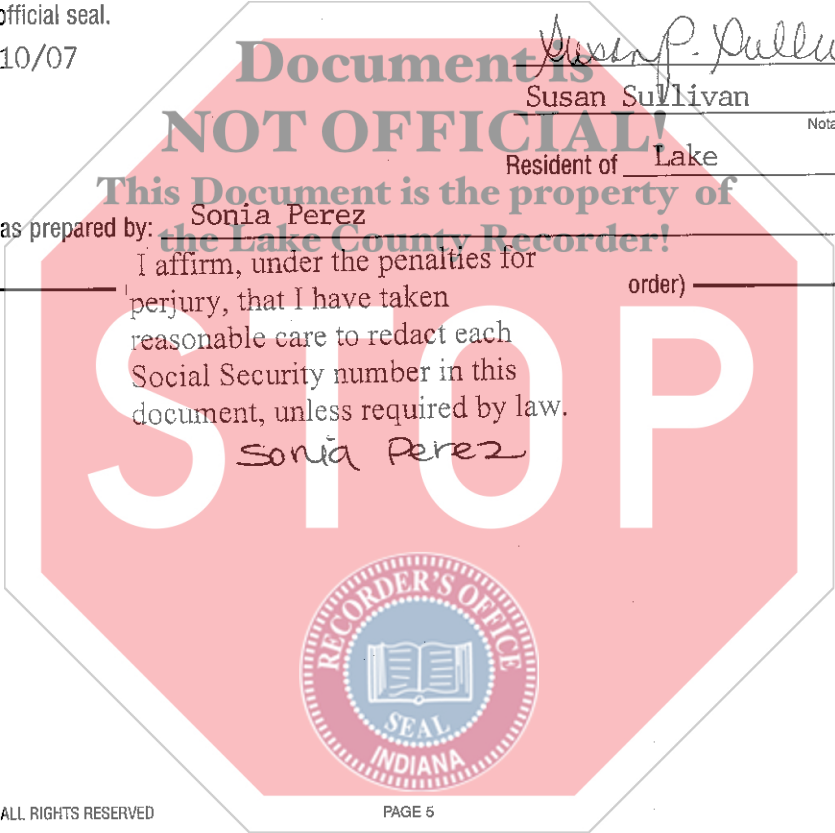 official seal.
10/07
Susan P. Sulliv
Document is
Susan Sullivan
NOT OFFICIAL!
Nota
Resident of Lake
This Document is the property of
as prepared by: Sonia Perez
the Lake County Recorder!
I affirm, under the penalties for
perjury, that I have taken
reasonable care to redact each
Social Security number in this
document, unless required by law.
order)
Sonia Perez
STOP
RECORDER'S OFFICE
SEAL
INDIANA
ALL RIGHTS RESERVED
PAGE 5